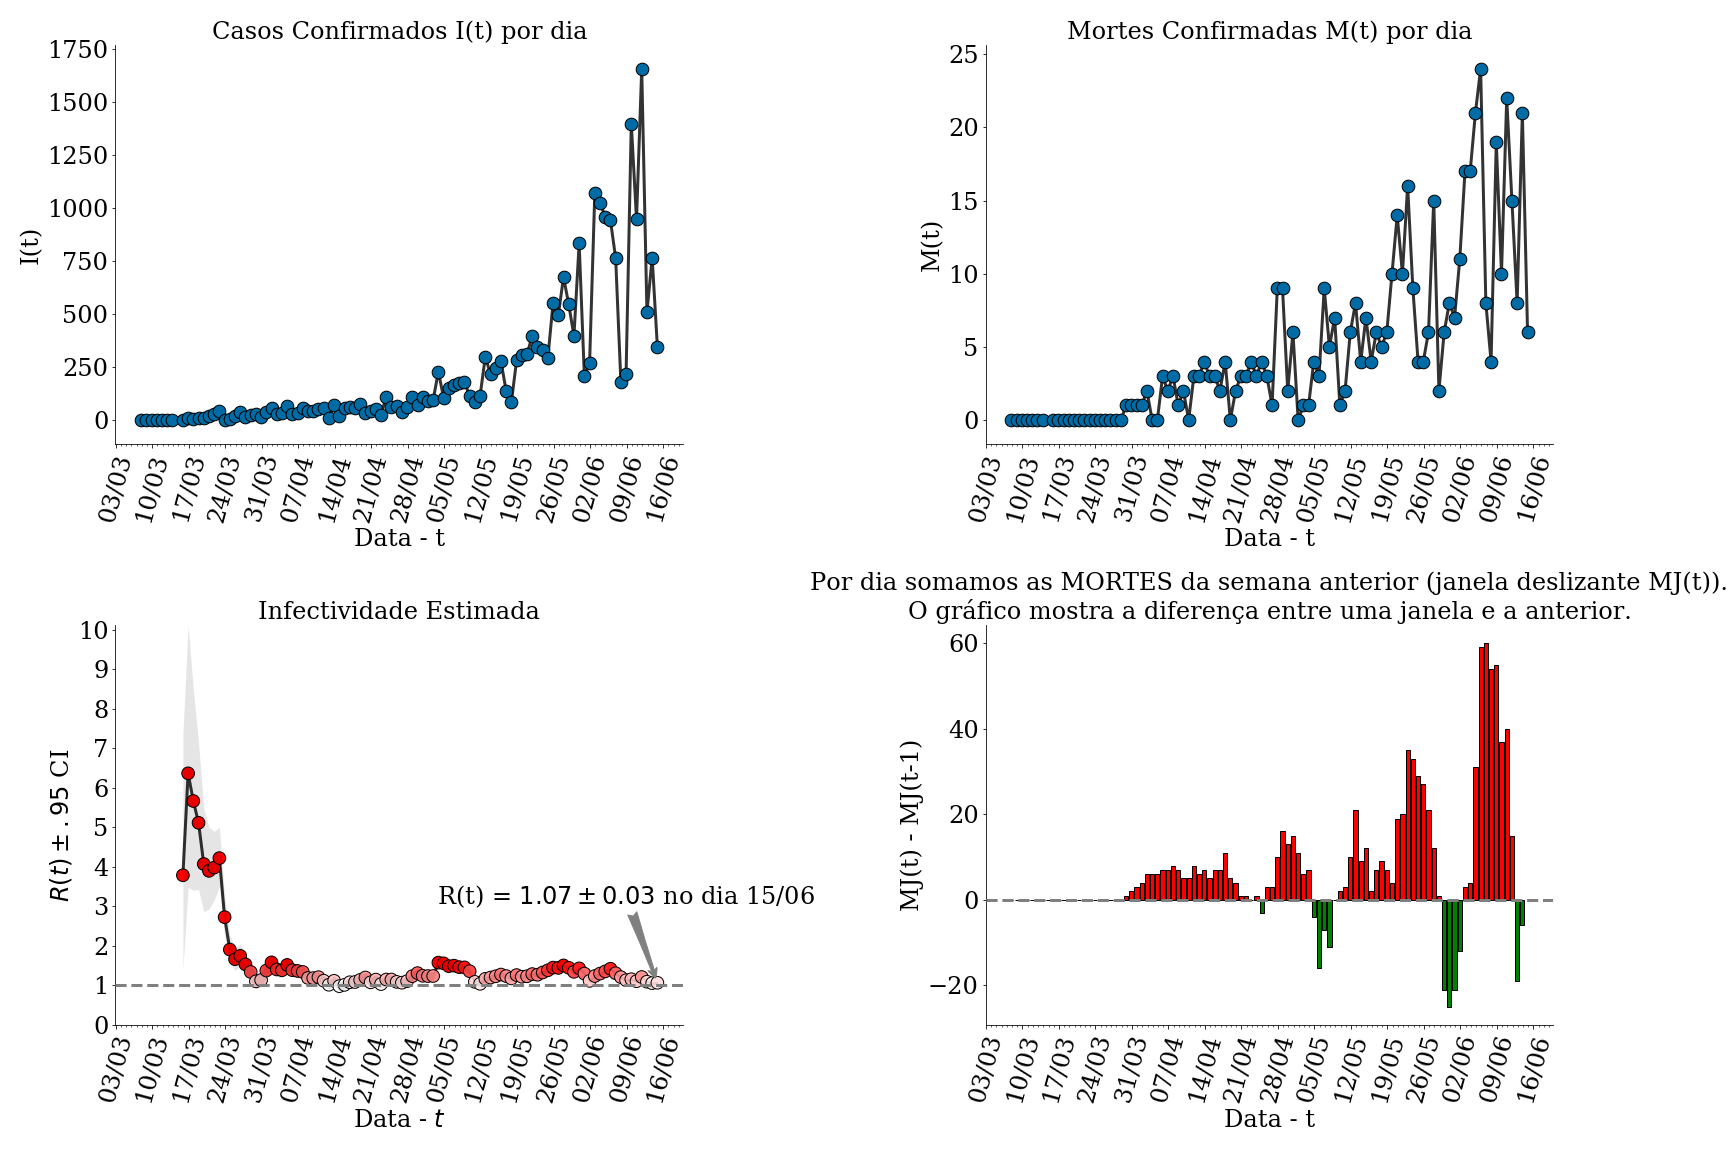 Casos Confirmados I(t) por dia
1750
1500
1250
1000
750
500
250
0
I(t)
03/03 10/03 17/03 24/03 31/03 07/04 14/04 21/04 28/04 05/05 12/05 19/05 26/05 02/06 09/06 16/06
Data - t
Mortes Confirmadas M(t) por dia
25
20
15
10
5
0
M(t)
03/03 10/03 17/03 24/03 31/03 07/04 14/04 21/04 28/04 05/05 12/05 19/05 26/05 02/06 09/06 16/06
Data - t
Infectividade Estimada
10
9
8
7
6
5
4
3
2
1
0
R(t) ± .95 CI
R(t) = 1.07 ± 0.03 no dia 15/06
03/03 10/03 17/03 24/03 31/03 07/04 14/04 21/04 28/04 05/05 12/05 19/05 26/05 02/06 09/06 16/06
Data - t
Por dia somamos as MORTES da semana anterior (janela deslizante MJ(t)).
O gráfico mostra a diferença entre uma janela e a anterior.
60
40
20
0
−20
MJ(t) - MJ(t-1)
03/03 10/03 17/03 24/03 31/03 07/04 14/04 21/04 28/04 05/05 12/05 19/05 26/05 02/06 09/06 16/06
Data - t